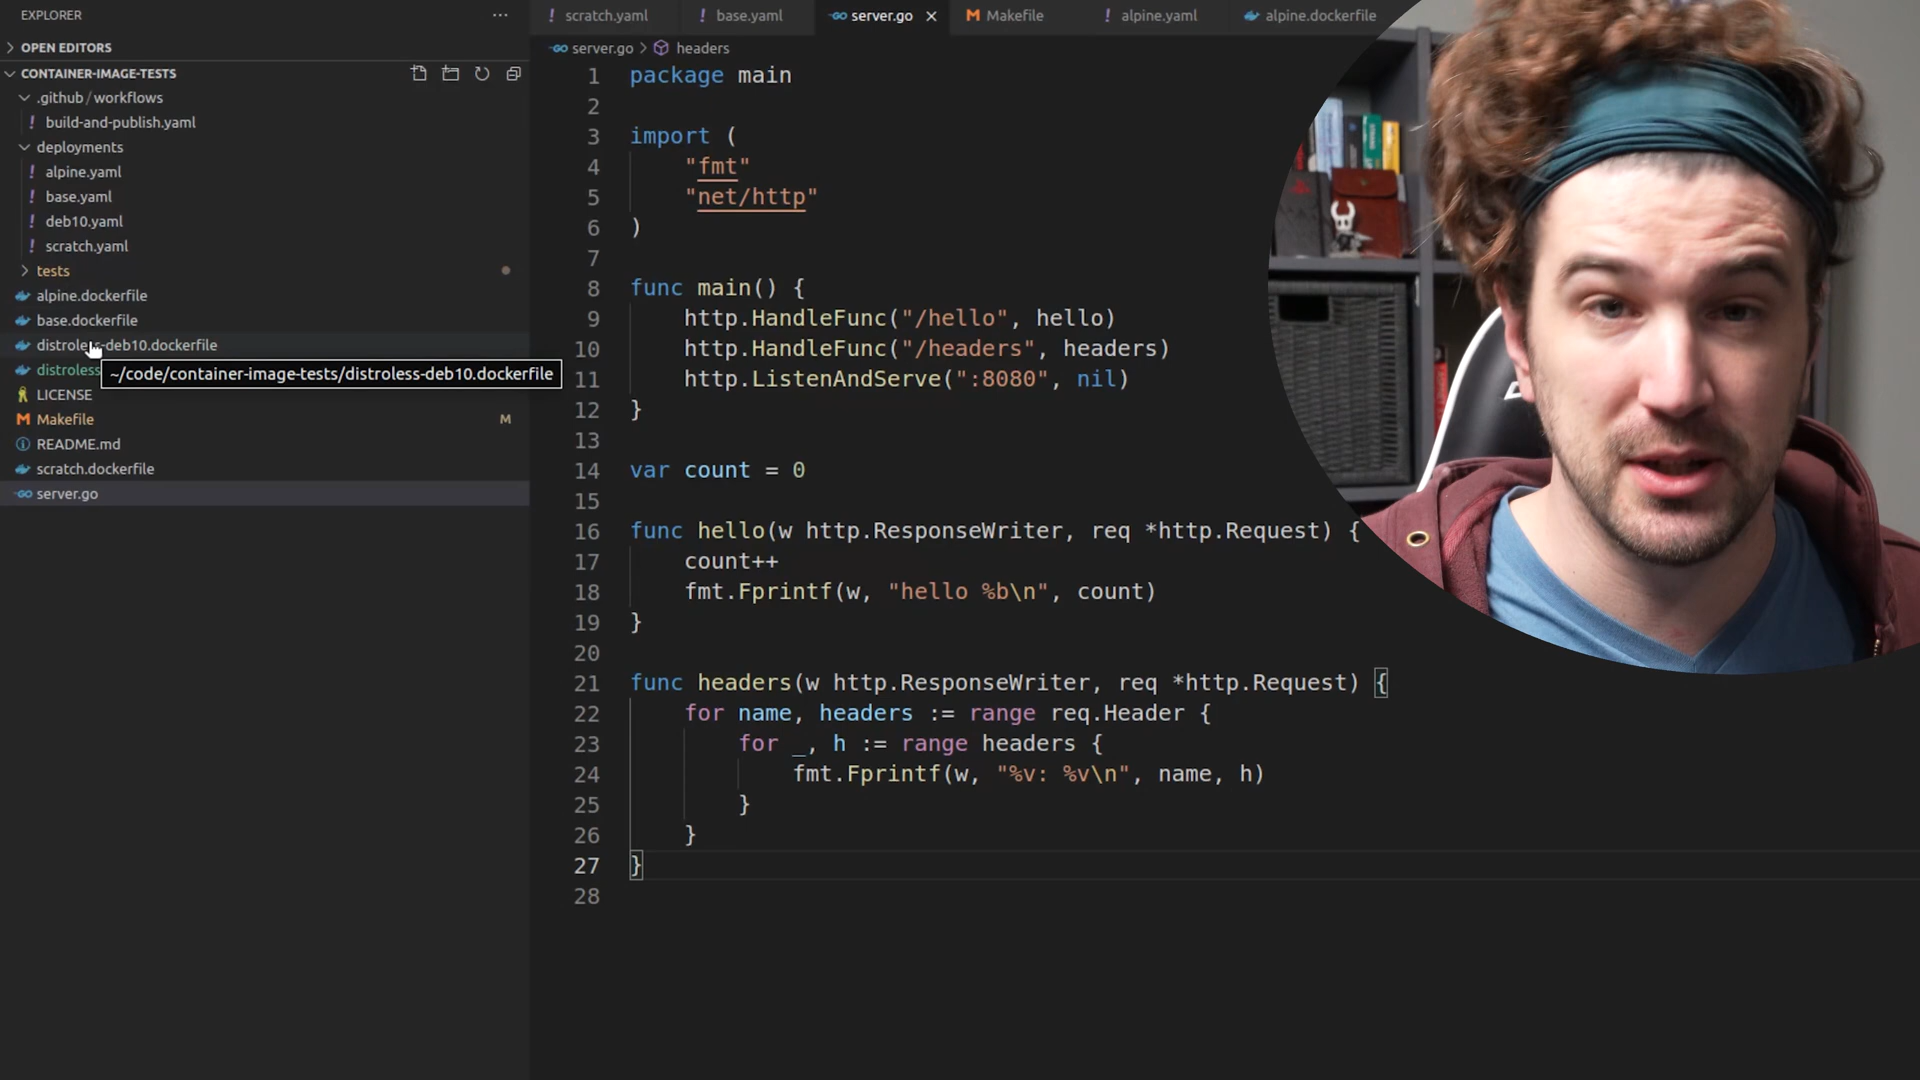 EXPLORER
OPEN EDITORS
CONTAINER-IMAGE-TESTS
.github/workflows
build-and-publish.yaml
deployments
alpine.yaml
base.yaml
deb10.yaml
scratch.yaml
tests
alpine.dockerfile
base.dockerfile
distroless-deb10.dockerfile
distroless
~/code/container-image-tests/distroless-deb10.dockerfile
LICENSE
Makefile M
README.md
scratch.dockerfile
server.go
scratch.yaml base.yaml server.go Makefile alpine.yaml alpine.dockerfile
server.go > headers
1 package main
2
3 import (
4 "fmt"
5 "net/http"
6 )
7
8 func main() {
9 http.HandleFunc("/hello", hello)
10 http.HandleFunc("/headers", headers)
11 http.ListenAndServe(":8080", nil)
12 }
13
14 var count = 0
15
16 func hello(w http.ResponseWriter, req *http.Request) {
17 count++
18 fmt.Fprintf(w, "hello %b\n", count)
19 }
20
21 func headers(w http.ResponseWriter, req *http.Request) {
22 for name, headers := range req.Header {
23 for _, h := range headers {
24 fmt.Fprintf(w, "%v: %v\n", name, h)
25 }
26 }
27 }
28